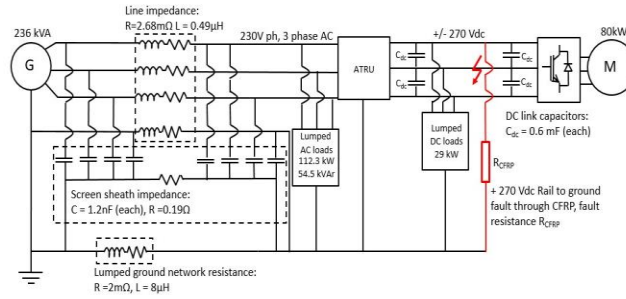 Line impedance:
R=2.68mΩ L = 0.49µH
236 kVA
230V ph, 3 phase AC
+/- 270 Vdc
80kW
G
ATRU
Cdc
Cdc
Cdc
Cdc
M
DC link capacitors:
Cdc = 0.6 mF (each)
Lumped
AC loads
112.3 kW
54.5 kVAr
Lumped
DC loads
29 kW
RCFRP
+ 270 Vdc Rail to ground
fault through CFRP, fault
resistance RCFRP
Screen sheath impedance:
C = 1.2nF (each), R =0.19Ω
Lumped ground network resistance:
R =2mΩ, L = 8µH